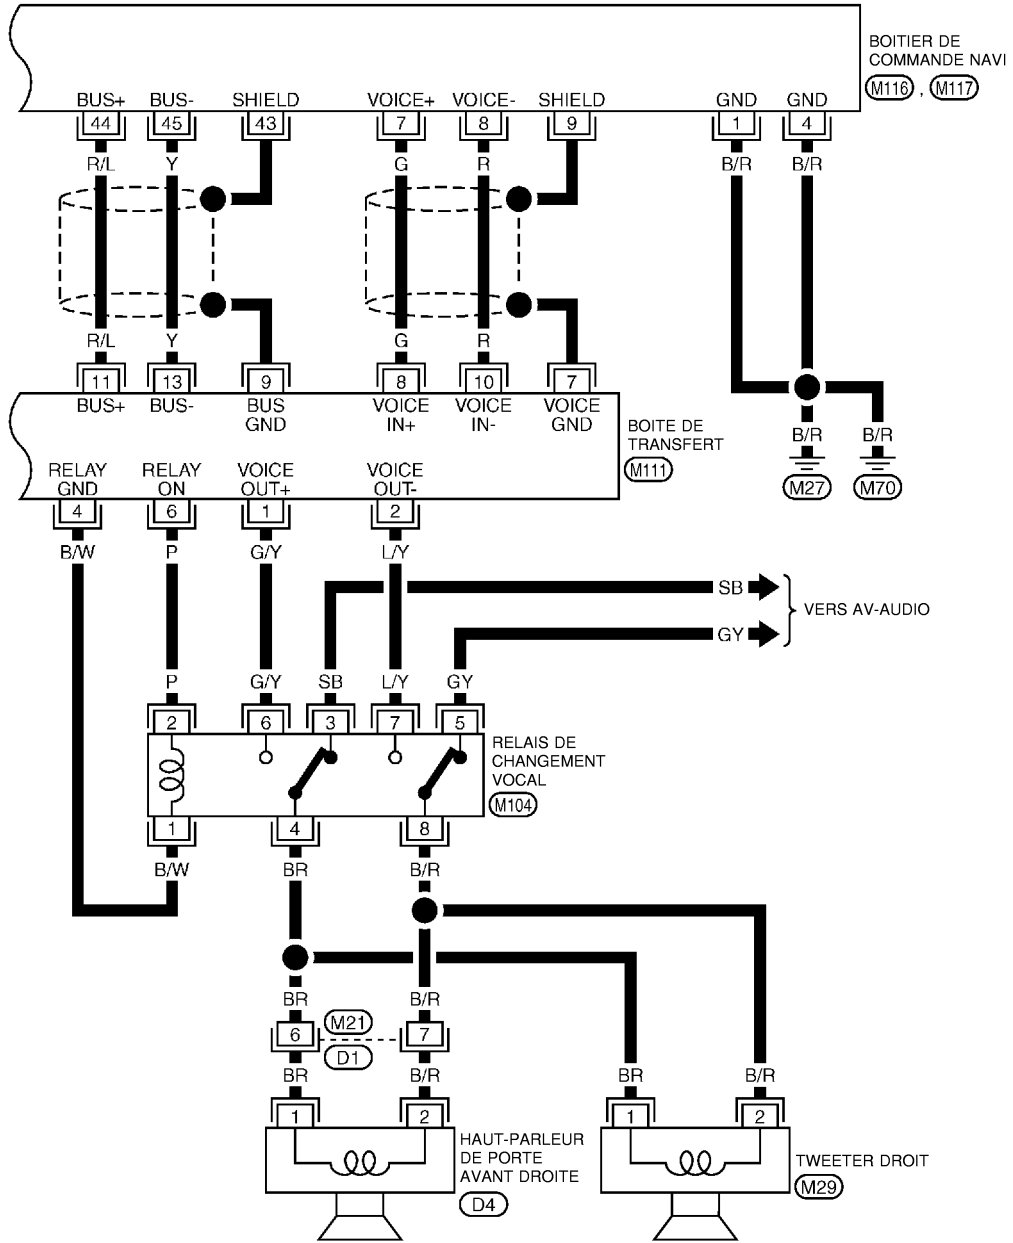 BOITIER DE
COMMANDE NAVI
M116 , M117
BUS+ BUS- SHIELD VOICE+ VOICE- SHIELD GND GND
44 45 43 7 8 9 1 4
R/L Y G R B/R B/R
R/L Y G R
11 13 9 8 10 7
BUS+ BUS- BUS GND VOICE IN+ VOICE IN- VOICE GND
BOITE DE
TRANSFERT
M111
B/R B/R
M27 M70
RELAY GND RELAY ON VOICE OUT+ VOICE OUT-
4 6 1 2
B/W P G/Y L/Y
SB
GY
VERS AV-AUDIO
P G/Y SB L/Y GY
2 6 3 7 5
RELAIS DE
CHANGEMENT
VOCAL
M104
1 4 8
B/W BR B/R
BR B/R
6 M21 7
D1
BR B/R BR B/R
1 2 1 2
HAUT-PARLEUR
DE PORTE
AVANT DROITE
D4
TWEETER DROIT
M29